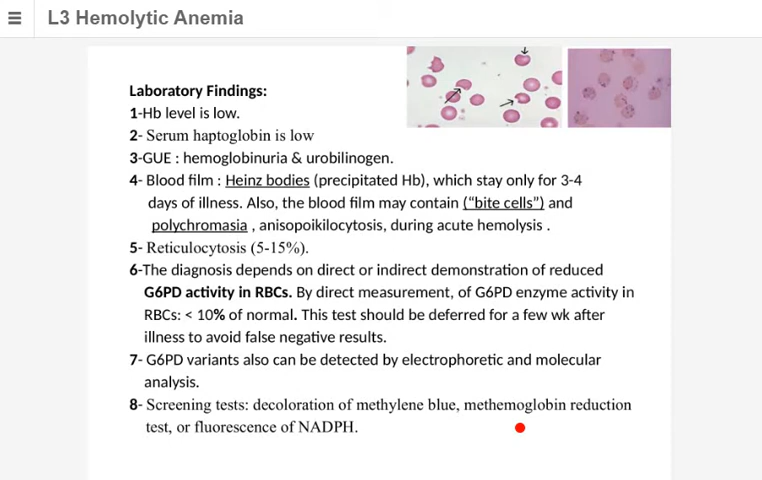 L3 Hemolytic Anemia
Laboratory Findings:
1-Hb level is low.
2- Serum haptoglobin is low
3-GUE : hemoglobinuria & urobilinogen.
4- Blood film : Heinz bodies (precipitated Hb), which stay only for 3-4
days of illness. Also, the blood film may contain (“bite cells”) and
polychromasia , anisopoikilocytosis, during acute hemolysis .
5- Reticulocytosis (5-15%).
6-The diagnosis depends on direct or indirect demonstration of reduced
G6PD activity in RBCs. By direct measurement, of G6PD enzyme activity in
RBCs: < 10% of normal. This test should be deferred for a few wk after
illness to avoid false negative results.
7- G6PD variants also can be detected by electrophoretic and molecular
analysis.
8- Screening tests: decoloration of methylene blue, methemoglobin reduction
test, or fluorescence of NADPH.